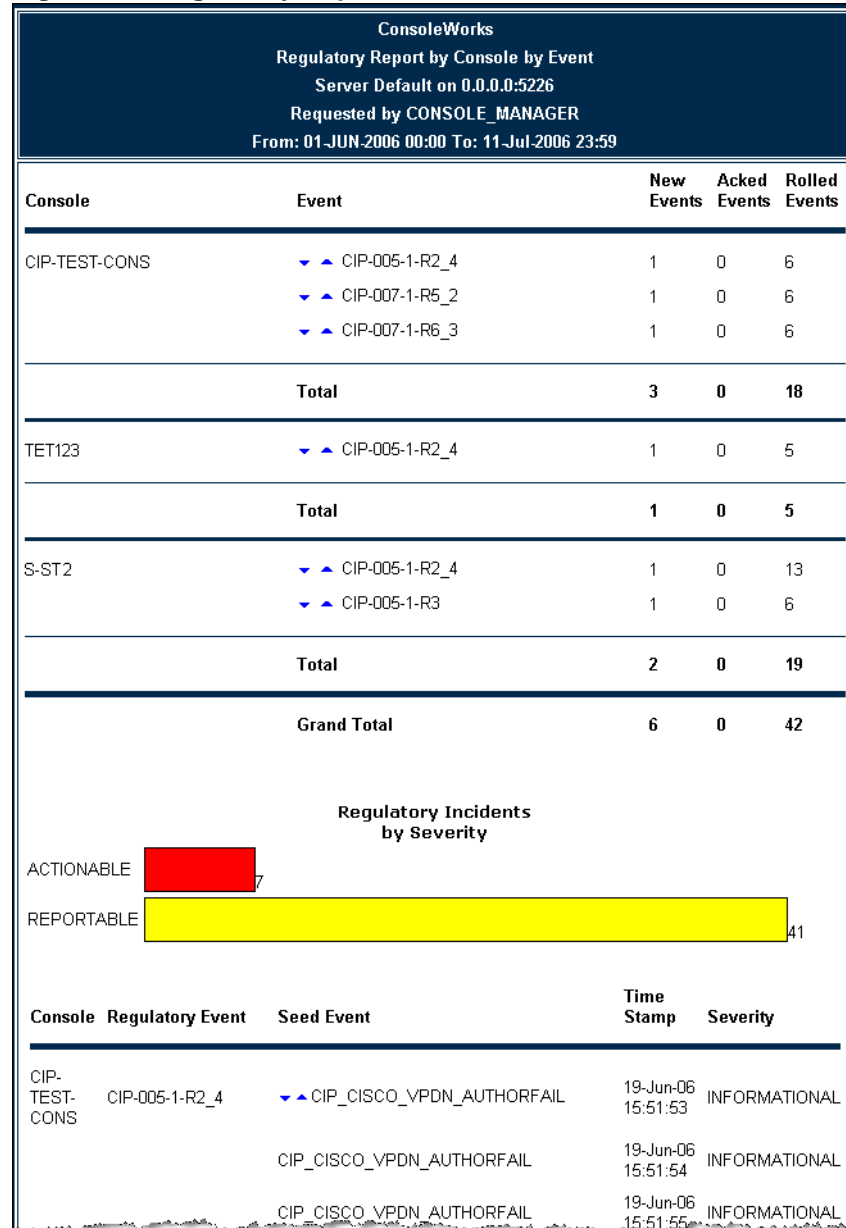 ConsoleWorks
Regulatory Report by Console by Event
Server Default on 0.0.0.0:5226
Requested by CONSOLE_MANAGER
From: 01-JUN-2006 00:00 To: 11-Jul-2006 23:59
Console Event New Events Acked Events Rolled Events
CIP-TEST-CONS CIP-005-1-R2_4 1 0 6
CIP-007-1-R5_2 1 0 6
CIP-007-1-R6_3 1 0 6
Total 3 0 18
TET123 CIP-005-1-R2_4 1 0 5
Total 1 0 5
S-ST2 CIP-005-1-R2_4 1 0 13
CIP-005-1-R3 1 0 6
Total 2 0 19
Grand Total 6 0 42
Regulatory Incidents
by Severity
ACTIONABLE 7
REPORTABLE 41
Console Regulatory Event Seed Event Time Stamp Severity
CIP-TEST-CONS CIP-005-1-R2_4 CIP_CISCO_VPDN_AUTHORFAIL 19-Jun-06 15:51:53 INFORMATIONAL
CIP_CISCO_VPDN_AUTHORFAIL 19-Jun-06 15:51:54 INFORMATIONAL
CIP_CISCO_VPDN_AUTHORFAIL 19-Jun-06 15:51:55 INFORMATIONAL